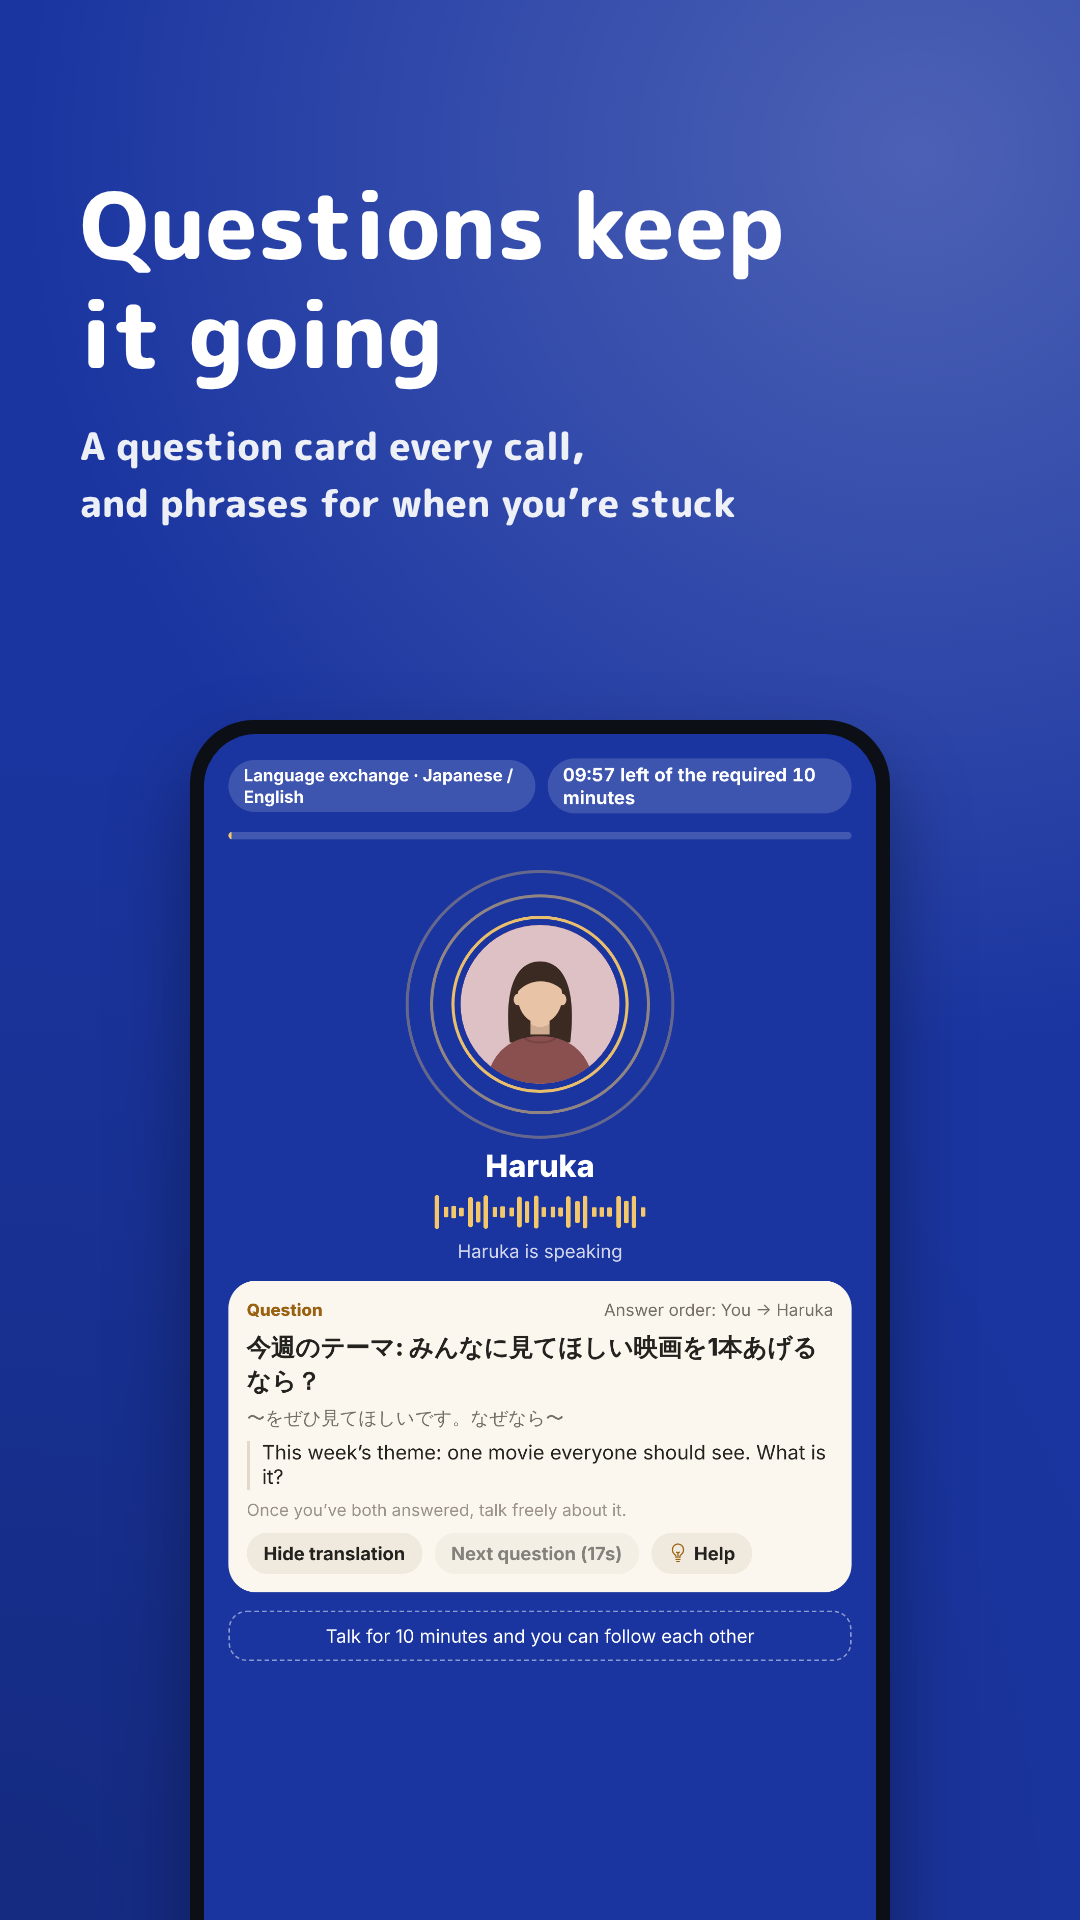 Questions keep
it going
A question card every call,
and phrases for when you’re stuck
Language exchange · Japanese /
English
09:57 left of the required 10
minutes
Haruka
Haruka is speaking
Question
Answer order: You → Haruka
今週のテーマ: みんなに見てほしい映画を1本あげる
なら？
〜をぜひ見てほしいです。なぜなら〜
This week’s theme: one movie everyone should see. What is
it?
Once you’ve both answered, talk freely about it.
Hide translation
Next question (17s)
Help
Talk for 10 minutes and you can follow each other